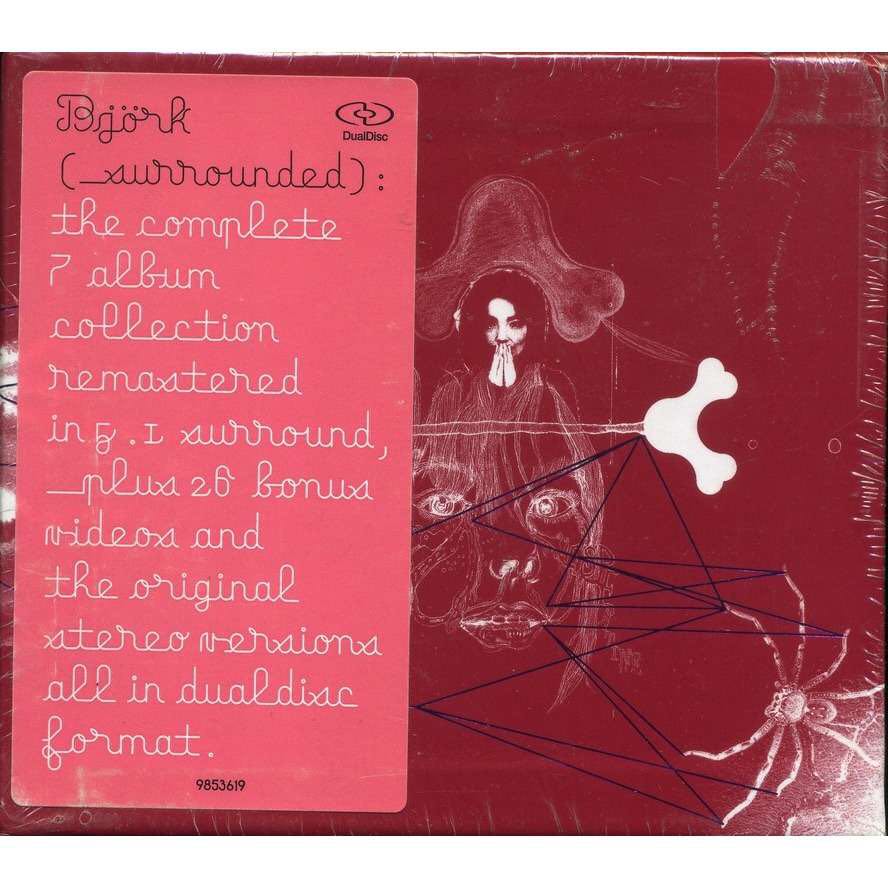 Björk
DualDisc
(_surrounded):
the complete
7 album
collection
remastered
in 5.1 surround,
_plus 26 bonus
videos and
the original
stereo versions
all in dualdisc
format.
9853619